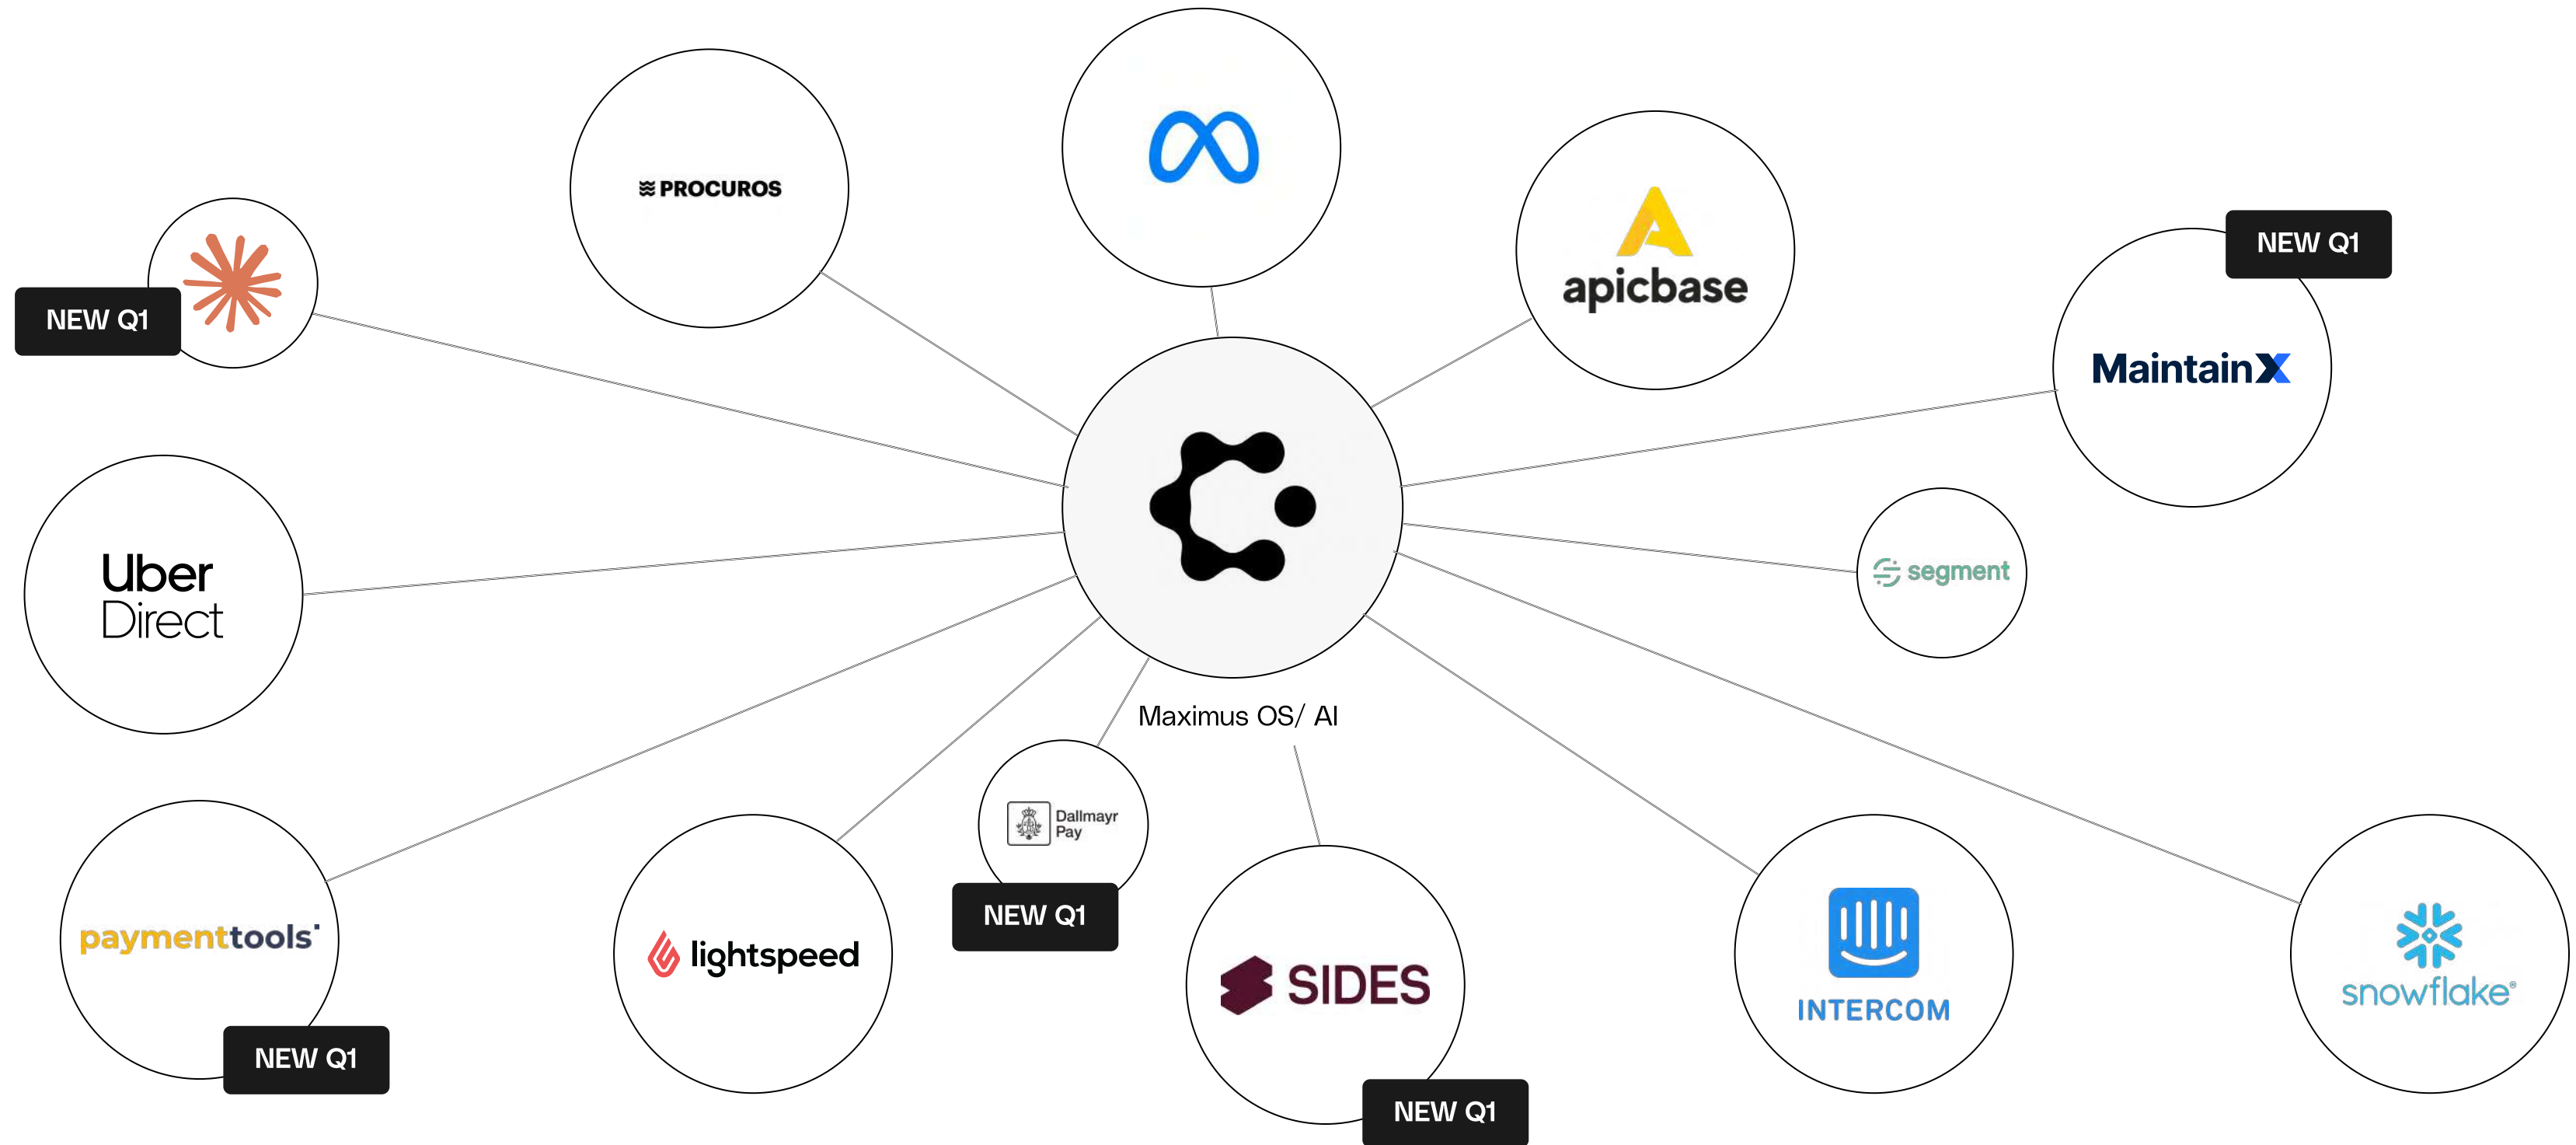 PROCUROS
apicbase
NEW Q1
MaintainX
NEW Q1
Uber
Direct
segment
Maximus OS/ AI
Dallmayr
Pay
NEW Q1
paymenttools
NEW Q1
lightspeed
SIDES
NEW Q1
INTERCOM
snowflake®